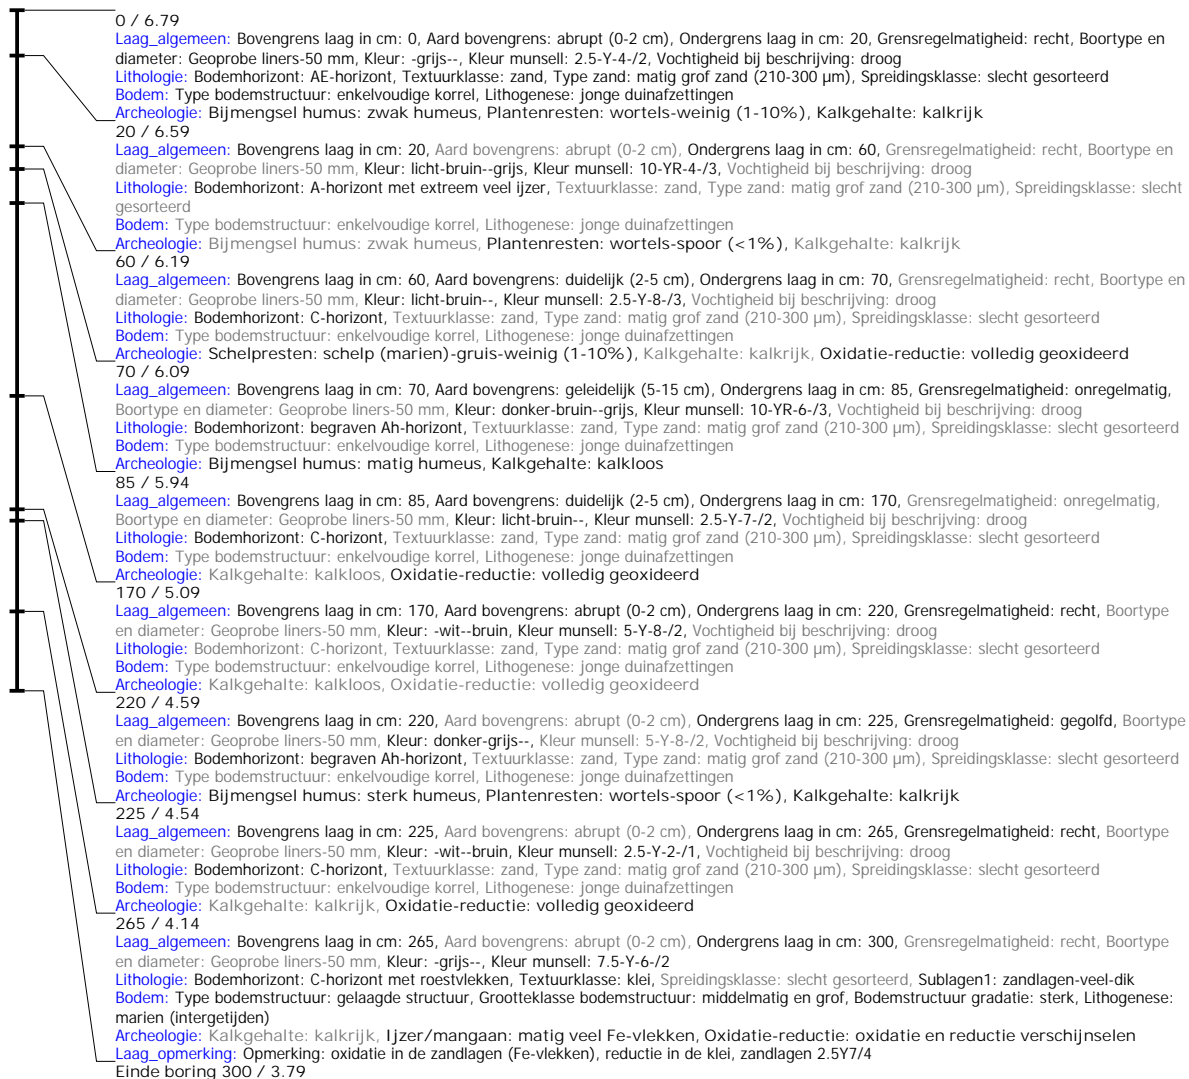 0 / 6.79
Laag_algemeen: Bovengrens laag in cm: 0, Aard bovengrens: abrupt (0-2 cm), Ondergrens laag in cm: 20, Grensregelmatigheid: recht, Boortype en
diameter: Geoprobe liners-50 mm, Kleur: -grijs--, Kleur munsell: 2.5-Y-4-/2, Vochtigheid bij beschrijving: droog
Lithologie: Bodemhorizont: AE-horizont, Textuurklasse: zand, Type zand: matig grof zand (210-300 µm), Spreidingsklasse: slecht gesorteerd
Bodem: Type bodemstructuur: enkelvoudige korrel, Lithogenese: jonge duinafzettingen
Archeologie: Bijmengsel humus: zwak humeus, Plantenresten: wortels-weinig (1-10%), Kalkgehalte: kalkrijk
20 / 6.59
Laag_algemeen: Bovengrens laag in cm: 20, Aard bovengrens: abrupt (0-2 cm), Ondergrens laag in cm: 60, Grensregelmatigheid: recht, Boortype en
diameter: Geoprobe liners-50 mm, Kleur: licht-bruin-grijs, Kleur munsell: 10-YR-4-/3, Vochtigheid bij beschrijving: droog
Lithologie: Bodemhorizont: A-horizont met extreem veel ijzer, Textuurklasse: zand, Type zand: matig grof zand (210-300 µm), Spreidingsklasse: slecht
gesorteerd
Bodem: Type bodemstructuur: enkelvoudige korrel, Lithogenese: jonge duinafzettingen
Archeologie: Bijmengsel humus: zwak humeus, Plantenresten: wortels-spoor (<1%), Kalkgehalte: kalkrijk
60 / 6.19
Laag_algemeen: Bovengrens laag in cm: 60, Aard bovengrens: duidelijk (2-5 cm), Ondergrens laag in cm: 70, Grensregelmatigheid: recht, Boortype en
diameter: Geoprobe liners-50 mm, Kleur: licht-bruin--, Kleur munsell: 2.5-Y-8-/3, Vochtigheid bij beschrijving: droog
Lithologie: Bodemhorizont: C-horizont, Textuurklasse: zand, Type zand: matig grof zand (210-300 µm), Spreidingsklasse: slecht gesorteerd
Bodem: Type bodemstructuur: enkelvoudige korrel, Lithogenese: jonge duinafzettingen
Archeologie: Schelpresten: schelp (marien)-gruis-weinig (1-10%), Kalkgehalte: kalkrijk, Oxidatie-reductie: volledig geoxideerd
70 / 6.09
Laag_algemeen: Bovengrens laag in cm: 70, Aard bovengrens: geleidelijk (5-15 cm), Ondergrens laag in cm: 85, Grensregelmatigheid: onregelmatig,
Boortype en diameter: Geoprobe liners-50 mm, Kleur: donker-bruin--grijs, Kleur munsell: 10-YR-6-/3, Vochtigheid bij beschrijving: droog
Lithologie: Bodemhorizont: begraven Ah-horizont, Textuurklasse: zand, Type zand: matig grof zand (210-300 µm), Spreidingsklasse: slecht gesorteerd
Bodem: Type bodemstructuur: enkelvoudige korrel, Lithogenese: jonge duinafzettingen
Archeologie: Bijmengsel humus: matig humeus, Kalkgehalte: kalkloos
85 / 5.94
Laag_algemeen: Bovengrens laag in cm: 85, Aard bovengrens: duidelijk (2-5 cm), Ondergrens laag in cm: 170, Grensregelmatigheid: onregelmatig,
Boortype en diameter: Geoprobe liners-50 mm, Kleur: licht-bruin--, Kleur munsell: 2.5-Y-7-/2, Vochtigheid bij beschrijving: droog
Lithologie: Bodemhorizont: C-horizont, Textuurklasse: zand, Type zand: matig grof zand (210-300 µm), Spreidingsklasse: slecht gesorteerd
Bodem: Type bodemstructuur: enkelvoudige korrel, Lithogenese: jonge duinafzettingen
Archeologie: Kalkgehalte: kalkloos, Oxidatie-reductie: volledig geoxideerd
170 / 5.09
Laag_algemeen: Bovengrens laag in cm: 170, Aard bovengrens: abrupt (0-2 cm), Ondergrens laag in cm: 220, Grensregelmatigheid: recht, Boortype
en diameter: Geoprobe liners-50 mm, Kleur: -wit--bruin, Kleur munsell: 5-Y-8-/2, Vochtigheid bij beschrijving: droog
Lithologie: Bodemhorizont: C-horizont, Textuurklasse: zand, Type zand: matig grof zand (210-300 µm), Spreidingsklasse: slecht gesorteerd
Bodem: Type bodemstructuur: enkelvoudige korrel, Lithogenese: jonge duinafzettingen
Archeologie: Kalkgehalte: kalkloos, Oxidatie-reductie: volledig geoxideerd
220 / 4.59
Laag_algemeen: Bovengrens laag in cm: 220, Aard bovengrens: abrupt (0-2 cm), Ondergrens laag in cm: 225, Grensregelmatigheid: gegolfd, Boortype
en diameter: Geoprobe liners-50 mm, Kleur: donker-grijs--, Kleur munsell: 5-Y-8-/2, Vochtigheid bij beschrijving: droog
Lithologie: Bodemhorizont: begraven Ah-horizont, Textuurklasse: zand, Type zand: matig grof zand (210-300 µm), Spreidingsklasse: slecht gesorteerd
Bodem: Type bodemstructuur: enkelvoudige korrel, Lithogenese: jonge duinafzettingen
Archeologie: Bijmengsel humus: sterk humeus, Plantenresten: wortels-spoor (<1%), Kalkgehalte: kalkrijk
225 / 4.54
Laag_algemeen: Bovengrens laag in cm: 225, Aard bovengrens: abrupt (0-2 cm), Ondergrens laag in cm: 265, Grensregelmatigheid: recht, Boortype
en diameter: Geoprobe liners-50 mm, Kleur: -wit--bruin, Kleur munsell: 2.5-Y-2-/1, Vochtigheid bij beschrijving: droog
Lithologie: Bodemhorizont: C-horizont, Textuurklasse: zand, Type zand: matig grof zand (210-300 µm), Spreidingsklasse: slecht gesorteerd
Bodem: Type bodemstructuur: enkelvoudige korrel, Lithogenese: jonge duinafzettingen
Archeologie: Kalkgehalte: kalkrijk, Oxidatie-reductie: volledig geoxideerd
265 / 4.14
Laag_algemeen: Bovengrens laag in cm: 265, Aard bovengrens: abrupt (0-2 cm), Ondergrens laag in cm: 300, Grensregelmatigheid: recht, Boortype
en diameter: Geoprobe liners-50 mm, Kleur: -grijs--, Kleur munsell: 7.5-Y-6-/2
Lithologie: Bodemhorizont: C-horizont met roestvlekken, Textuurklasse: klei, Spreidingsklasse: slecht gesorteerd, Sublagen1: zandlagen-veel-dik
Bodem: Type bodemstructuur: gelaagde structuur, Grootteklasse bodemstructuur: middelmatig en grof, Bodemstructuur gradatie: sterk, Lithogenese:
marien (intergetijden)
Archeologie: Kalkgehalte: kalkrijk, Ijzer/mangaan: matig veel Fe-vlekken, Oxidatie-reductie: oxidatie en reductie verschijnselen
Laag_opmerking: Opmerking: oxidatie in de zandlagen (Fe-vlekken), reductie in de klei, zandlagen 2.5Y7/4
Einde boring 300 / 3.79